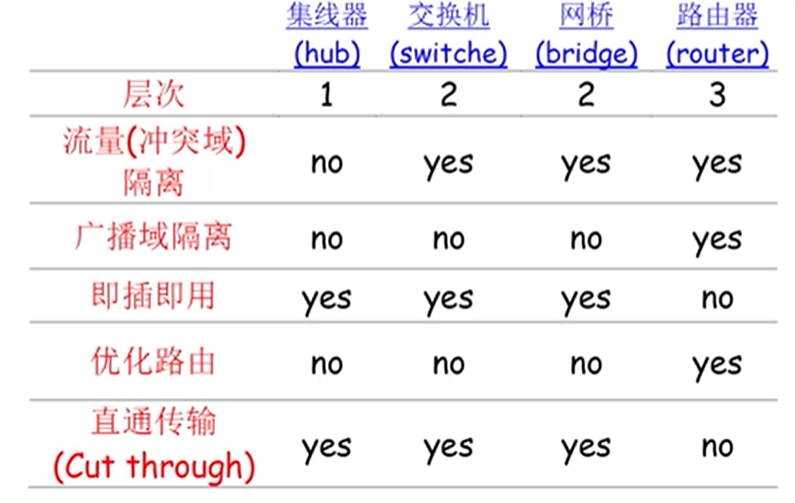 集线器 交换机 网桥 路由器
(hub) (switche) (bridge) (router)
层次 1 2 2 3
流量(冲突域)
隔离 no yes yes yes
广播域隔离 no no no yes
即插即用 yes yes yes no
优化路由 no no no yes
直通传输
(Cut through) yes yes yes no